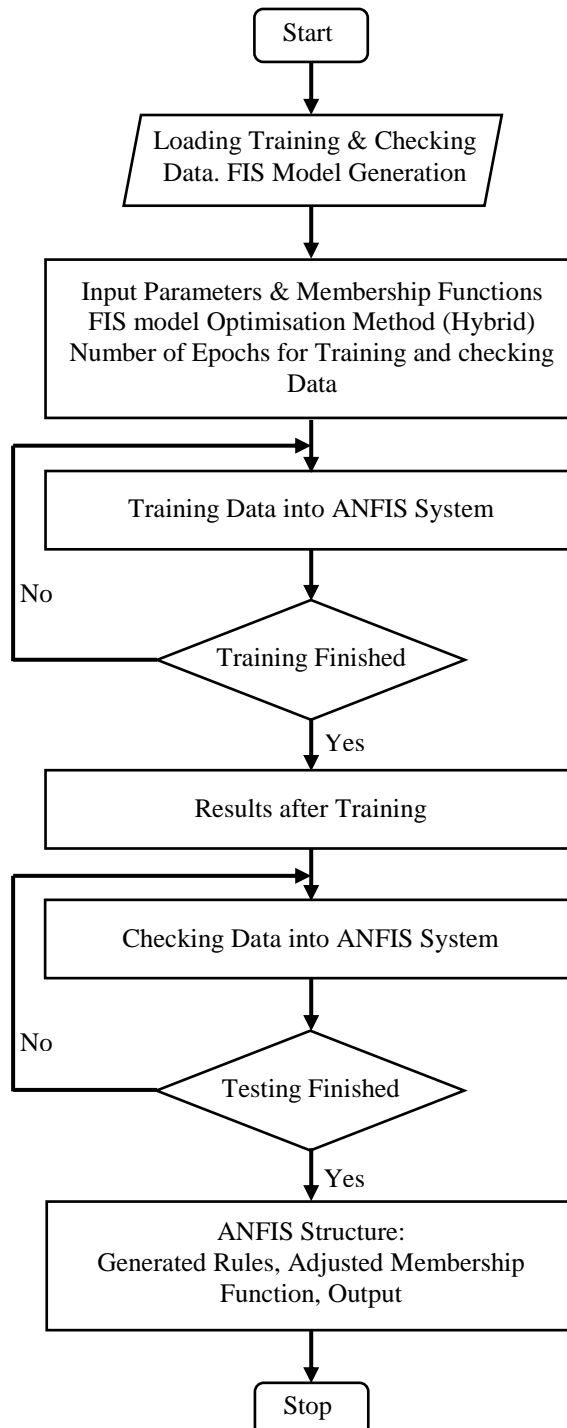 Start
Loading Training & Checking
Data. FIS Model Generation
Input Parameters & Membership Functions
FIS model Optimisation Method (Hybrid)
Number of Epochs for Training and checking
Data
Training Data into ANFIS System
No
Training Finished
Yes
Results after Training
Checking Data into ANFIS System
No
Testing Finished
Yes
ANFIS Structure:
Generated Rules, Adjusted Membership
Function, Output
Stop